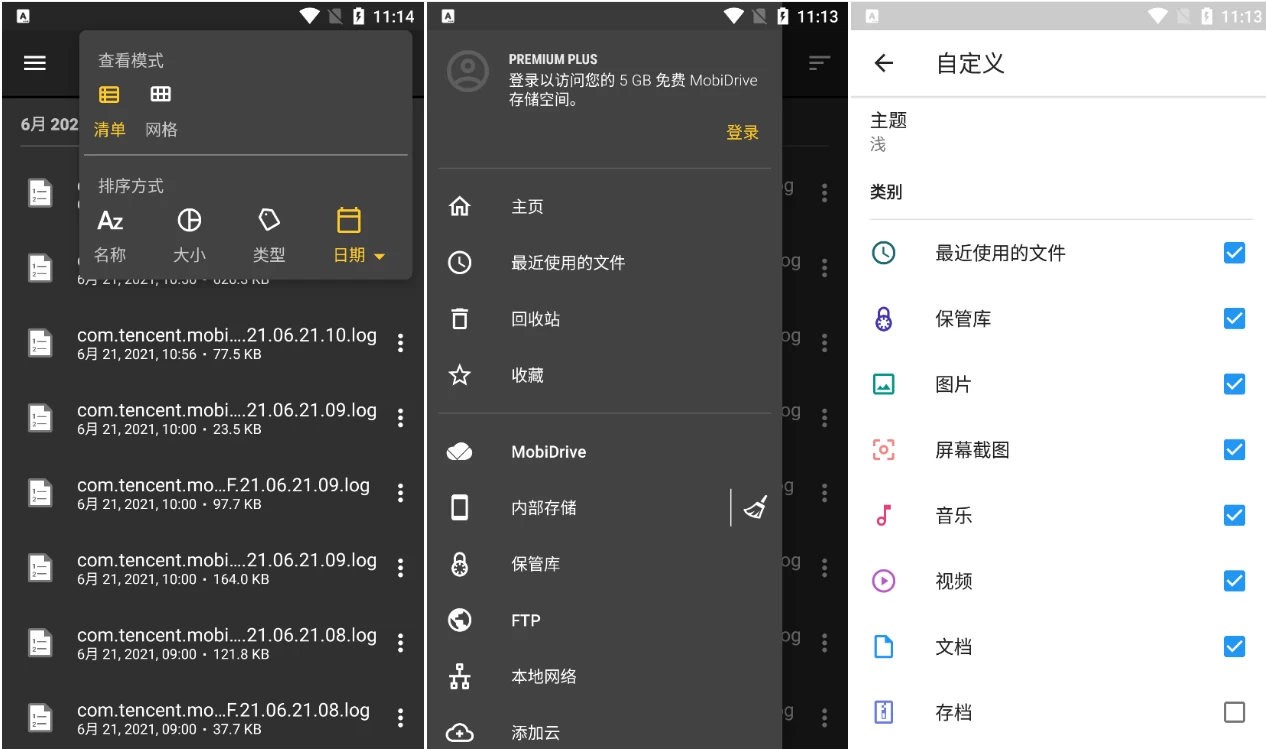 11:14
查看模式
清单 网格
6月 202
排序方式
Az
名称 大小 类型 日期
6月 21, 2021, 10:56 • 620.3 KB
com.tencent.mobi....21.06.21.10.log
6月 21, 2021, 10:56 • 77.5 KB
com.tencent.mobi....21.06.21.09.log
6月 21, 2021, 10:00 • 23.5 KB
com.tencent.mo...F.21.06.21.09.log
6月 21, 2021, 10:00 • 97.7 KB
com.tencent.mobi....21.06.21.09.log
6月 21, 2021, 10:00 • 164.0 KB
com.tencent.mobi....21.06.21.08.log
6月 21, 2021, 09:00 • 121.8 KB
com.tencent.mo...F.21.06.21.08.log
6月 21, 2021, 09:00 • 37.7 KB
11:13
PREMIUM PLUS
登录以访问您的 5 GB 免费 MobiDrive
存储空间。
登录
主页
最近使用的文件
回收站
收藏
MobiDrive
内部存储
保管库
FTP
本地网络
添加云
11:13
自定义
主题
浅
类别
最近使用的文件
保管库
图片
屏幕截图
音乐
视频
文档
存档